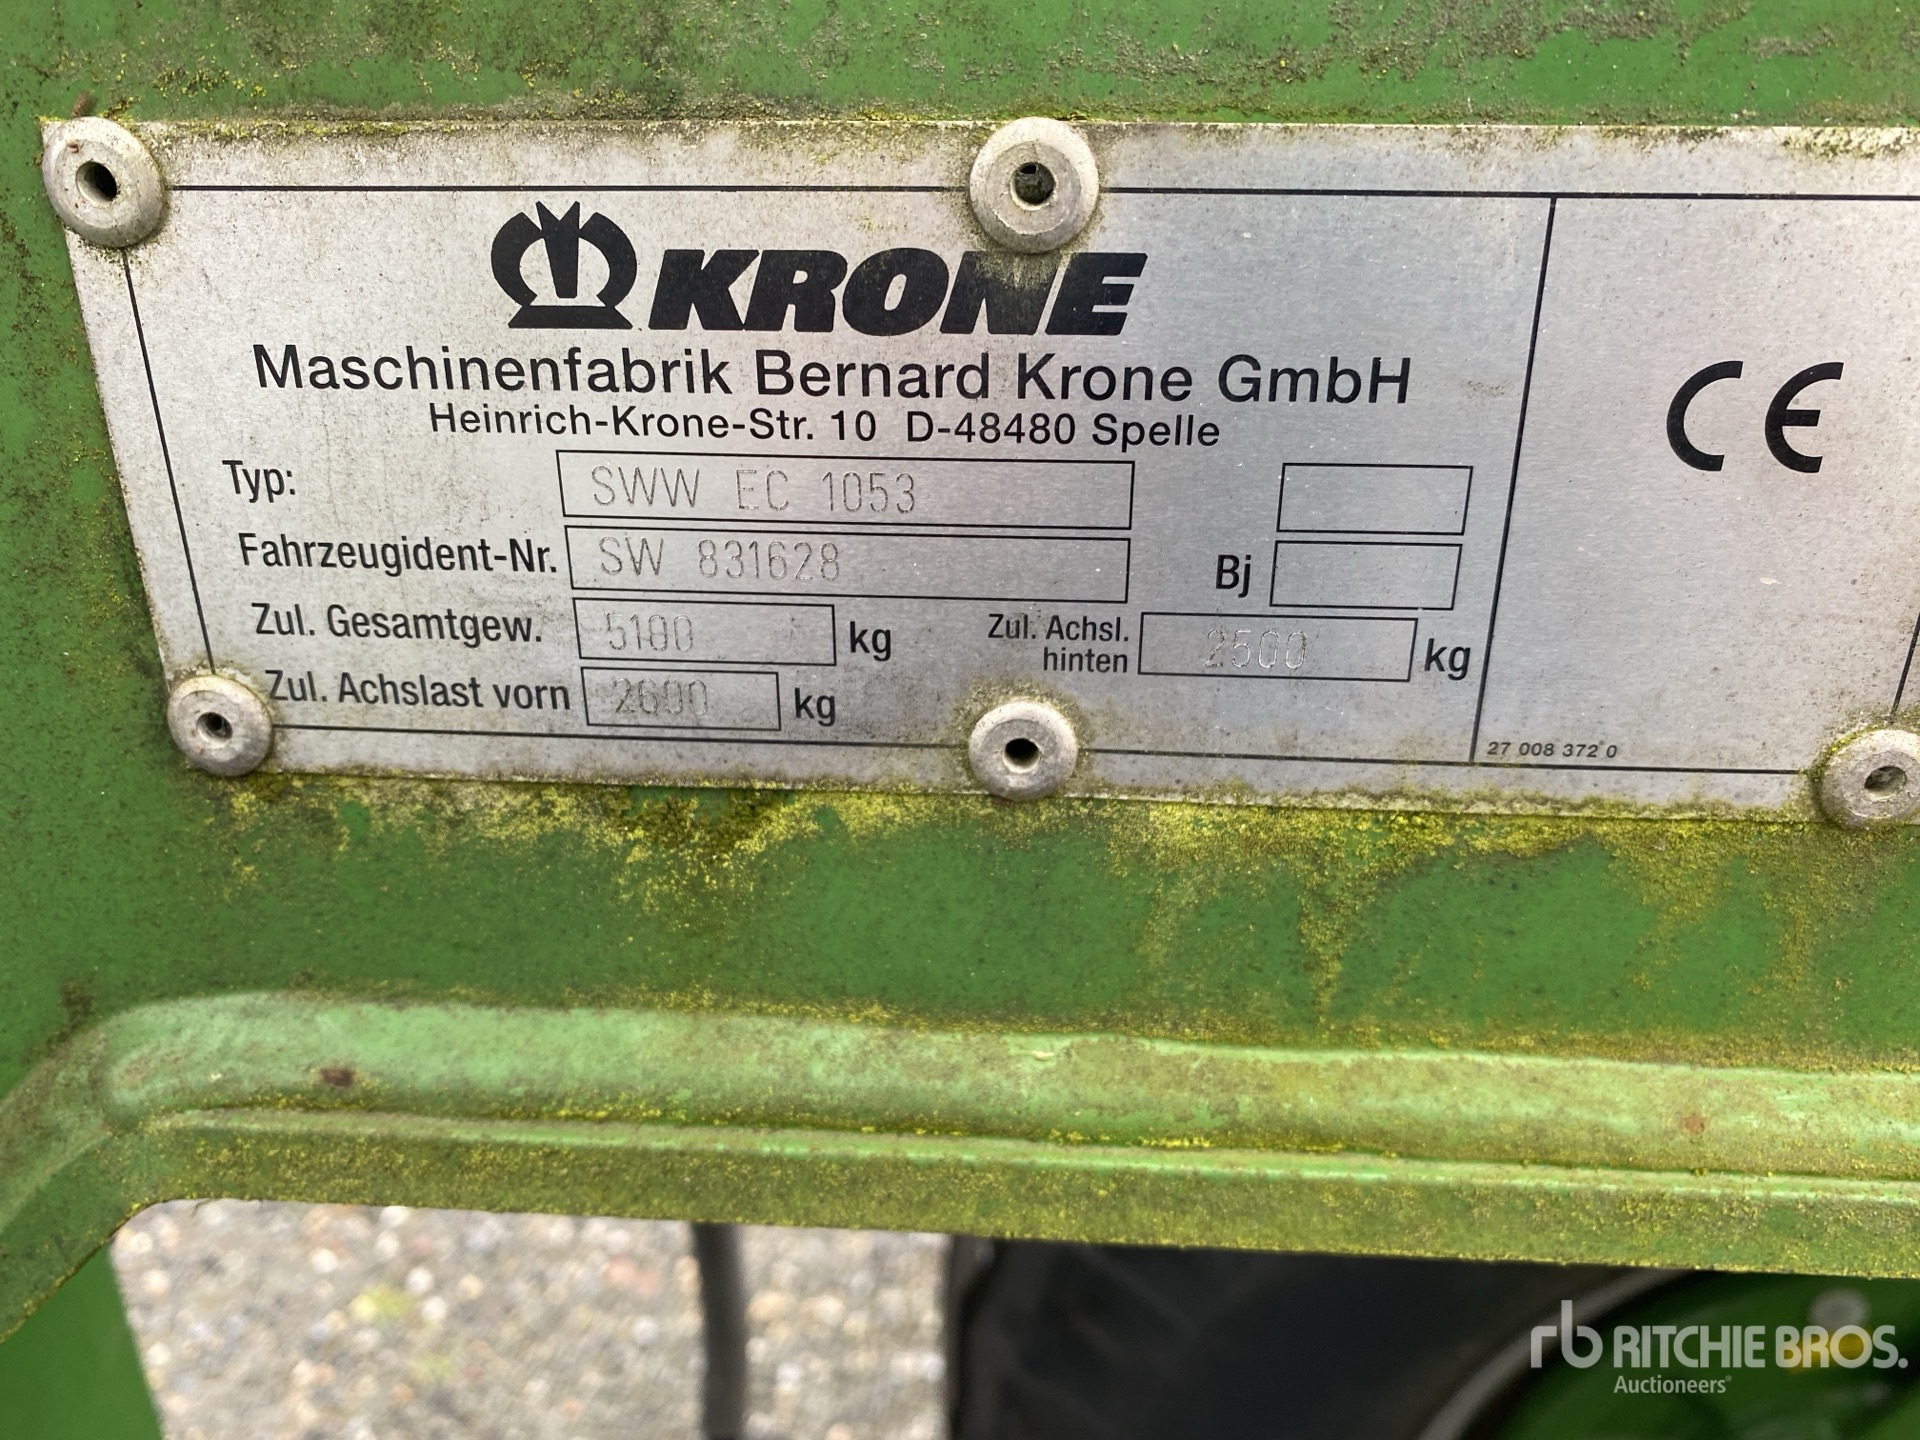 KRONE
Maschinenfabrik Bernard Krone GmbH
Heinrich-Krone-Str. 10 D-48480 Spelle
CE
Typ: SWW EC 1053
Fahrzeugident-Nr. SW 831628 Bj
Zul. Gesamtgew. 5100 kg Zul. Achsl. hinten 2500 kg
Zul. Achslast vorn 2600 kg
27 008 372 0
rb RITCHIE BROS.
Auctioneers